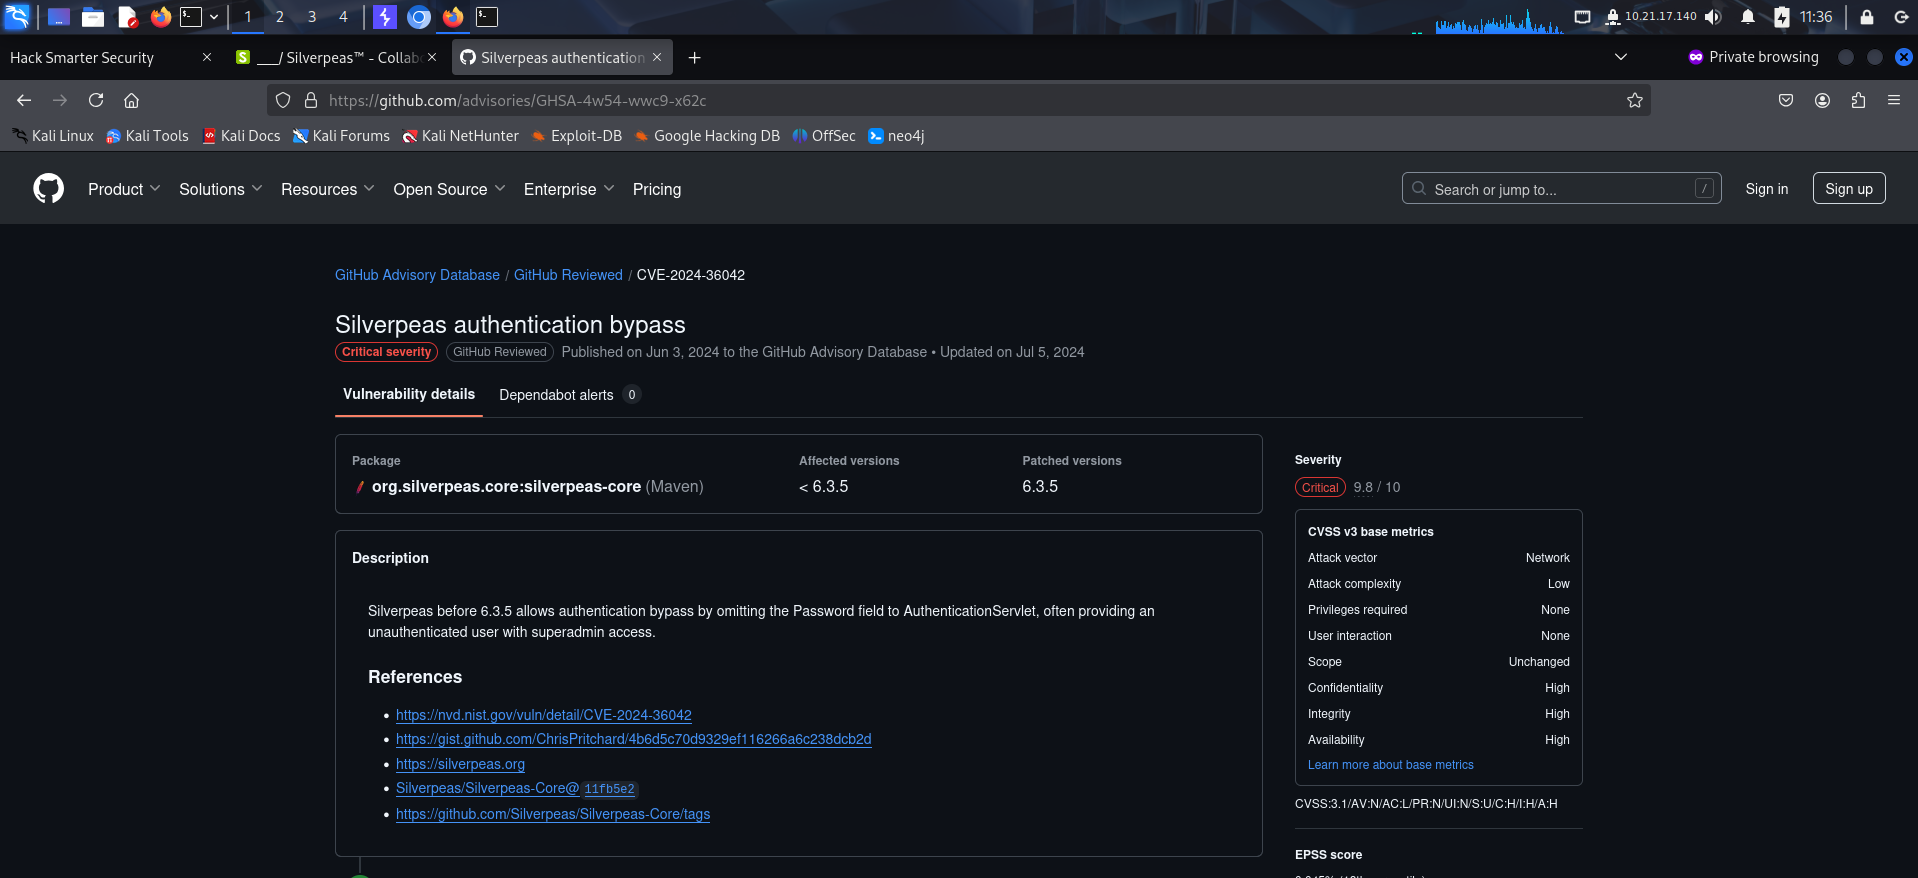 1 2 3 4 10.21.17.140 11:36
Hack Smarter Security ___/ Silverpeas™ - Collab Silverpeas authentication Private browsing
https://github.com/advisories/GHSA-4w54-wwc9-x62c
Kali Linux Kali Tools Kali Docs Kali Forums Kali NetHunter Exploit-DB Google Hacking DB OffSec neo4j
Product Solutions Resources Open Source Enterprise Pricing Search or jump to... / Sign in Sign up
GitHub Advisory Database / GitHub Reviewed / CVE-2024-36042
Silverpeas authentication bypass
Critical severity GitHub Reviewed Published on Jun 3, 2024 to the GitHub Advisory Database • Updated on Jul 5, 2024
Vulnerability details Dependabot alerts 0
Package Affected versions Patched versions
org.silverpeas.core:silverpeas-core (Maven) < 6.3.5 6.3.5
Description
Silverpeas before 6.3.5 allows authentication bypass by omitting the Password field to AuthenticationServlet, often providing an
unauthenticated user with superadmin access.
References
• https://nvd.nist.gov/vuln/detail/CVE-2024-36042
• https://gist.github.com/ChrisPritchard/4b6d5c70d9329ef116266a6c238dcb2d
• https://silverpeas.org
• Silverpeas/Silverpeas-Core@11fb5e2
• https://github.com/Silverpeas/Silverpeas-Core/tags
Severity
Critical 9.8 / 10
CVSS v3 base metrics
Attack vector Network
Attack complexity Low
Privileges required None
User interaction None
Scope Unchanged
Confidentiality High
Integrity High
Availability High
Learn more about base metrics
CVSS:3.1/AV:N/AC:L/PR:N/UI:N/S:U/C:H/I:H/A:H
EPSS score